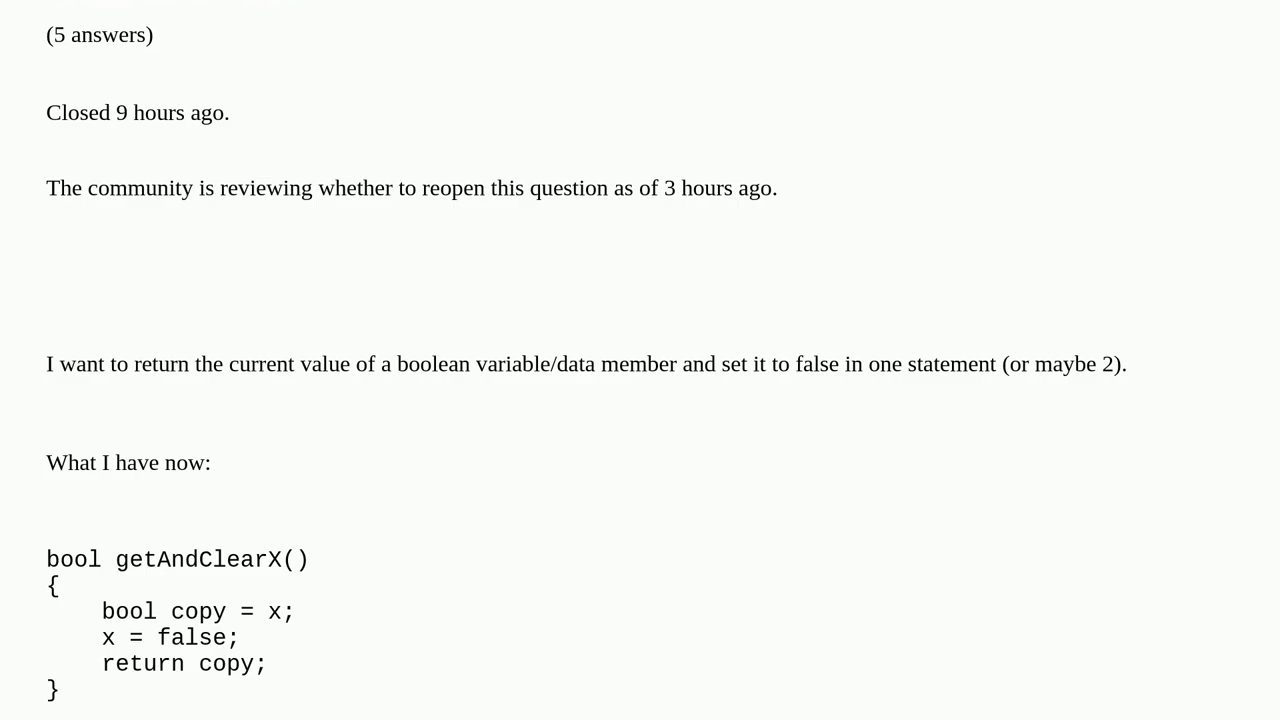 (5 answers)
Closed 9 hours ago.
The community is reviewing whether to reopen this question as of 3 hours ago.
I want to return the current value of a boolean variable/data member and set it to false in one statement (or maybe 2).
What I have now:
bool getAndClearX()
{
    bool copy = x;
    x = false;
    return copy;
}